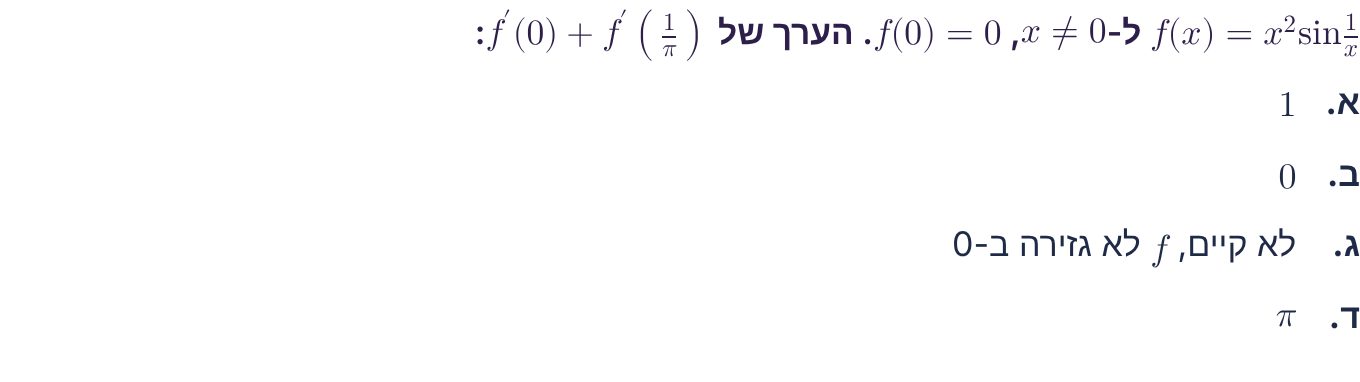 f(x) = x²sin 1/x ל-x ≠ 0, f(0) = 0. הערך של f′(0) + f′(1/π):
א. 1
ב. 0
ג. לא קיים, f לא גזירה ב-0
ד. π